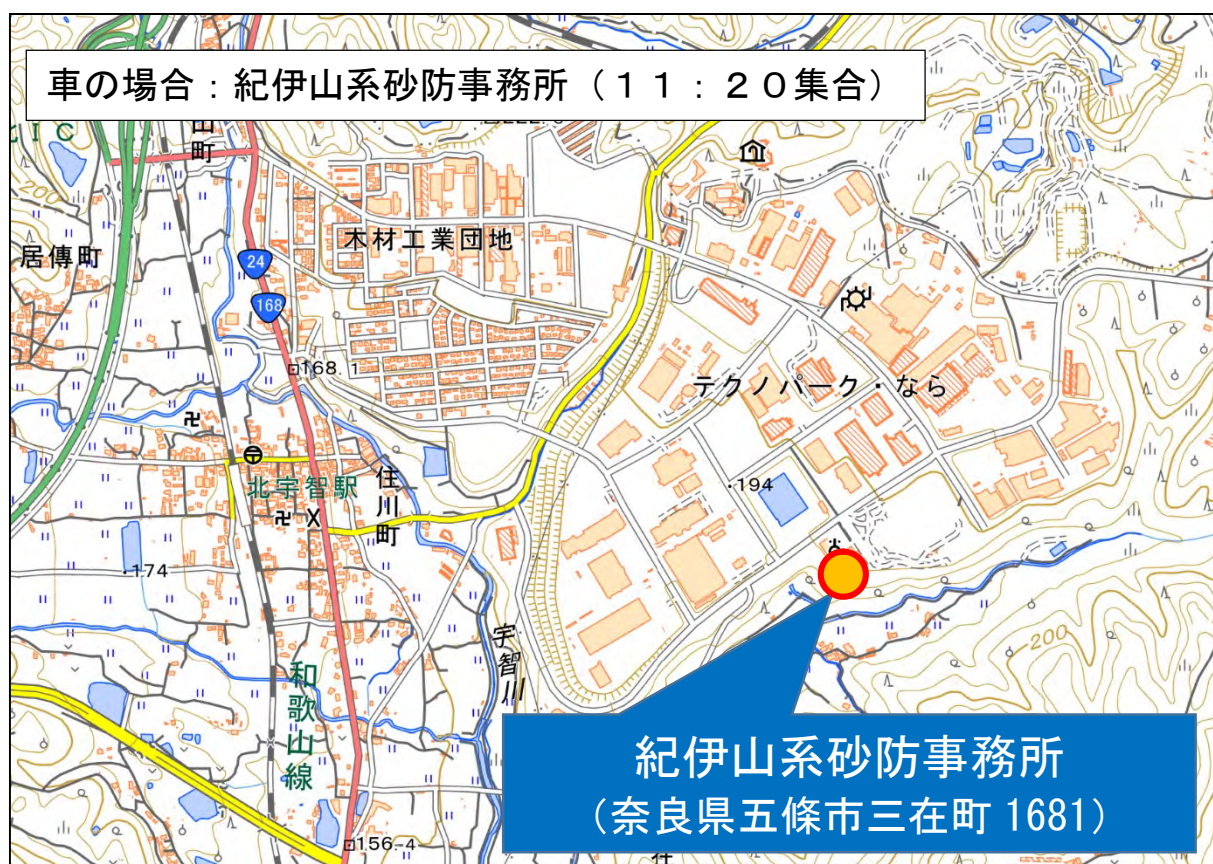 車の場合：紀伊山系砂防事務所（１１：２０集合）
ＩＣ
山町
200
居傳町
24
168
木材工業団地
168.1
テクノパーク・なら
194
北宇智駅
住川町
174
宇智川
200
和歌山線
156.4
紀伊山系砂防事務所
（奈良県五條市三在町 1681）